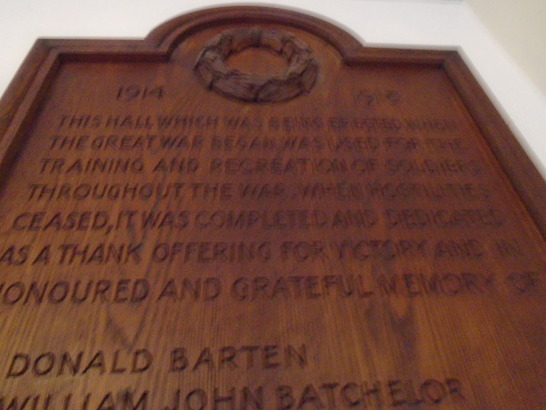 1914 1919
THIS HALL WHICH WAS BEING ERECTED WHEN
THE GREAT WAR BEGAN, WAS USED FOR THE
TRAINING AND RECREATION OF SOLDIERS
THROUGHOUT THE WAR. WHEN HOSTILITIES
CEASED, IT WAS COMPLETED AND DEDICATED
AS A THANK OFFERING FOR VICTORY AND IN
HONOURED AND GRATEFUL MEMORY OF
DONALD BARTEN
WILLIAM JOHN BATCHELOR